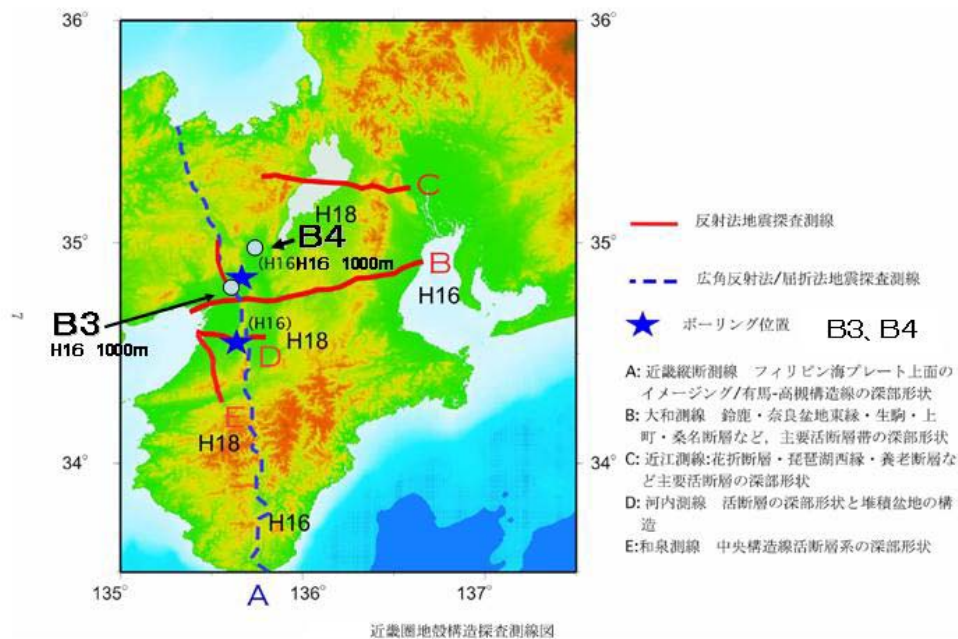 36°
36°
C
H18
35°
B4
35°
(H16H16 1000m
B
H16
B3
(H16)
H16 1000m
H18
D
E
H18
34°
34°
H16
135°
136°
137°
A
7
反射法地震探査測線
広角反射法/屈折法地震探査測線
ボーリング位置 B3、B4
A: 近畿縦断測線 フィリピン海プレート上面の
イメージング/有馬-高槻構造線の深部形状
B: 大和測線 鈴鹿・奈良盆地東縁・生駒・上
町・桑名断層など、主要活断層帯の深部形状
C: 近江測線:花折断層・琵琶湖西縁・養老断層な
ど主要活断層の深部形状
D: 河内測線 活断層の深部形状と堆積盆地の構
造
E:和泉測線 中央構造線活断層系の深部形状
近畿圏地殻構造探査測線図